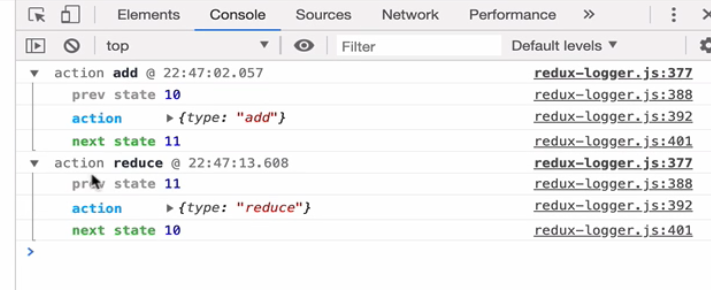 Elements Console Sources Network Performance »
top ▼ Filter Default levels ▼
▼ action add @ 22:47:02.057 redux-logger.js:377
prev state 10 redux-logger.js:388
action ▶{type: "add"} redux-logger.js:392
next state 11 redux-logger.js:401
▼ action reduce @ 22:47:13.608 redux-logger.js:377
prev state 11 redux-logger.js:388
action ▶{type: "reduce"} redux-logger.js:392
next state 10 redux-logger.js:401
>